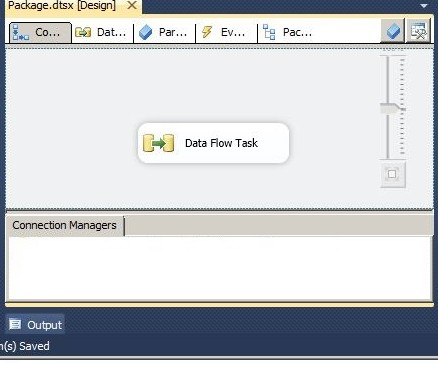 Package.dtsx [Design]
Co... Dat... Par... Ev... Pac...
Data Flow Task
Connection Managers
Output
n(s) Saved